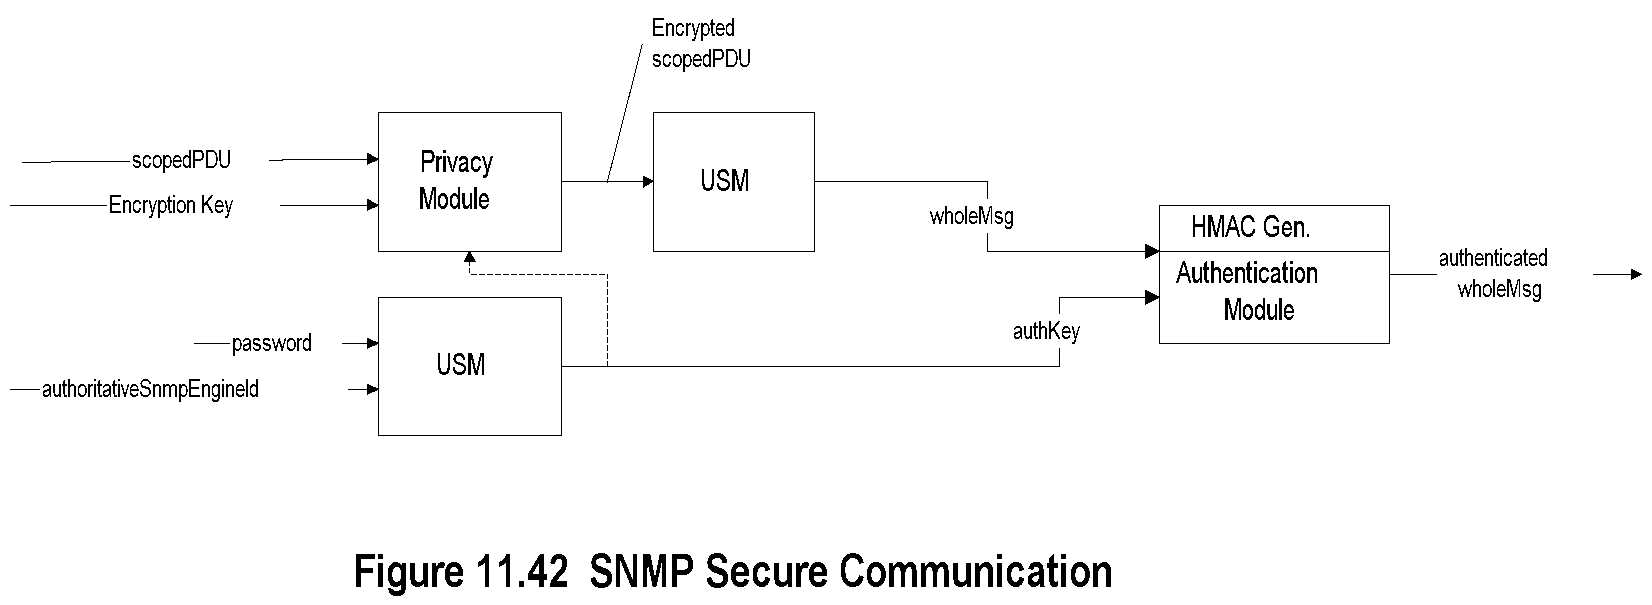 Encrypted
scopedPDU
scopedPDU
Encryption Key
Privacy
Module
USM
wholeMsg
HMAC Gen.
Authentication
Module
authenticated
wholeMsg
password
authoritativeSnmpEngineId
USM
authKey
Figure 11.42 SNMP Secure Communication